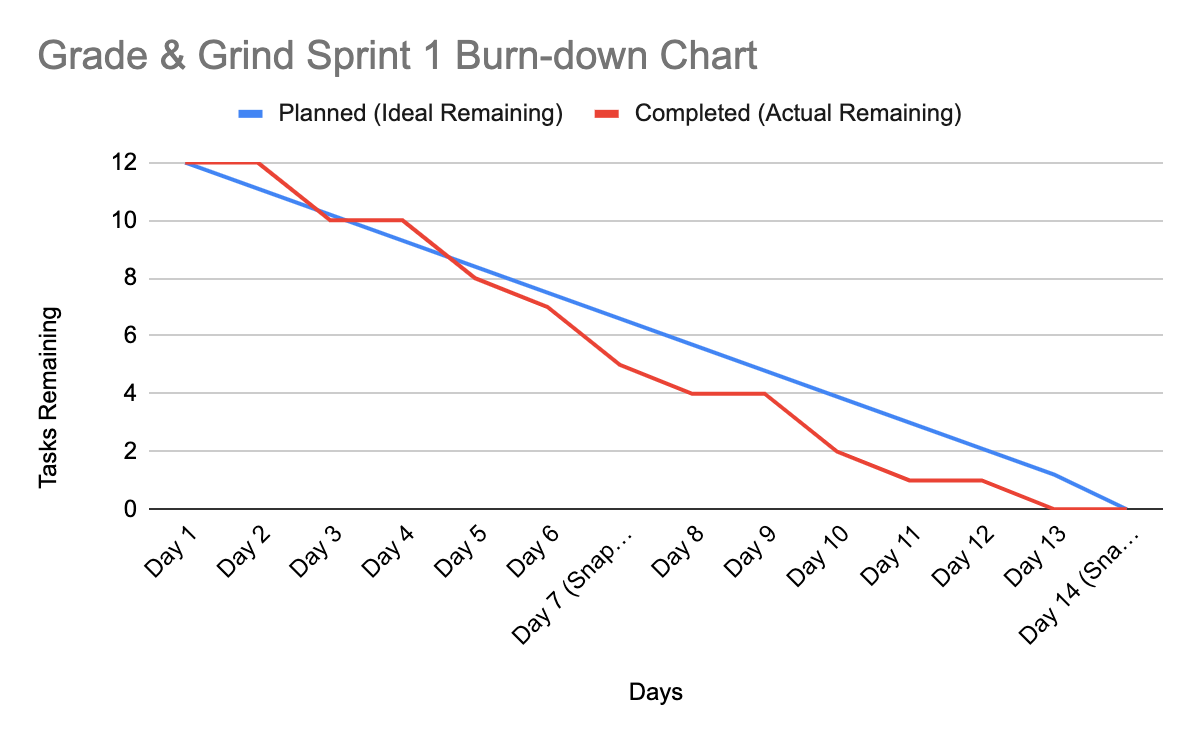 Grade & Grind Sprint 1 Burn-down Chart
Planned (Ideal Remaining) Completed (Actual Remaining)
Tasks Remaining
12
10
8
6
4
2
0
Day 1 Day 2 Day 3 Day 4 Day 5 Day 6 Day 7 (Snap... Day 8 Day 9 Day 10 Day 11 Day 12 Day 13 Day 14 (Sna...
Days